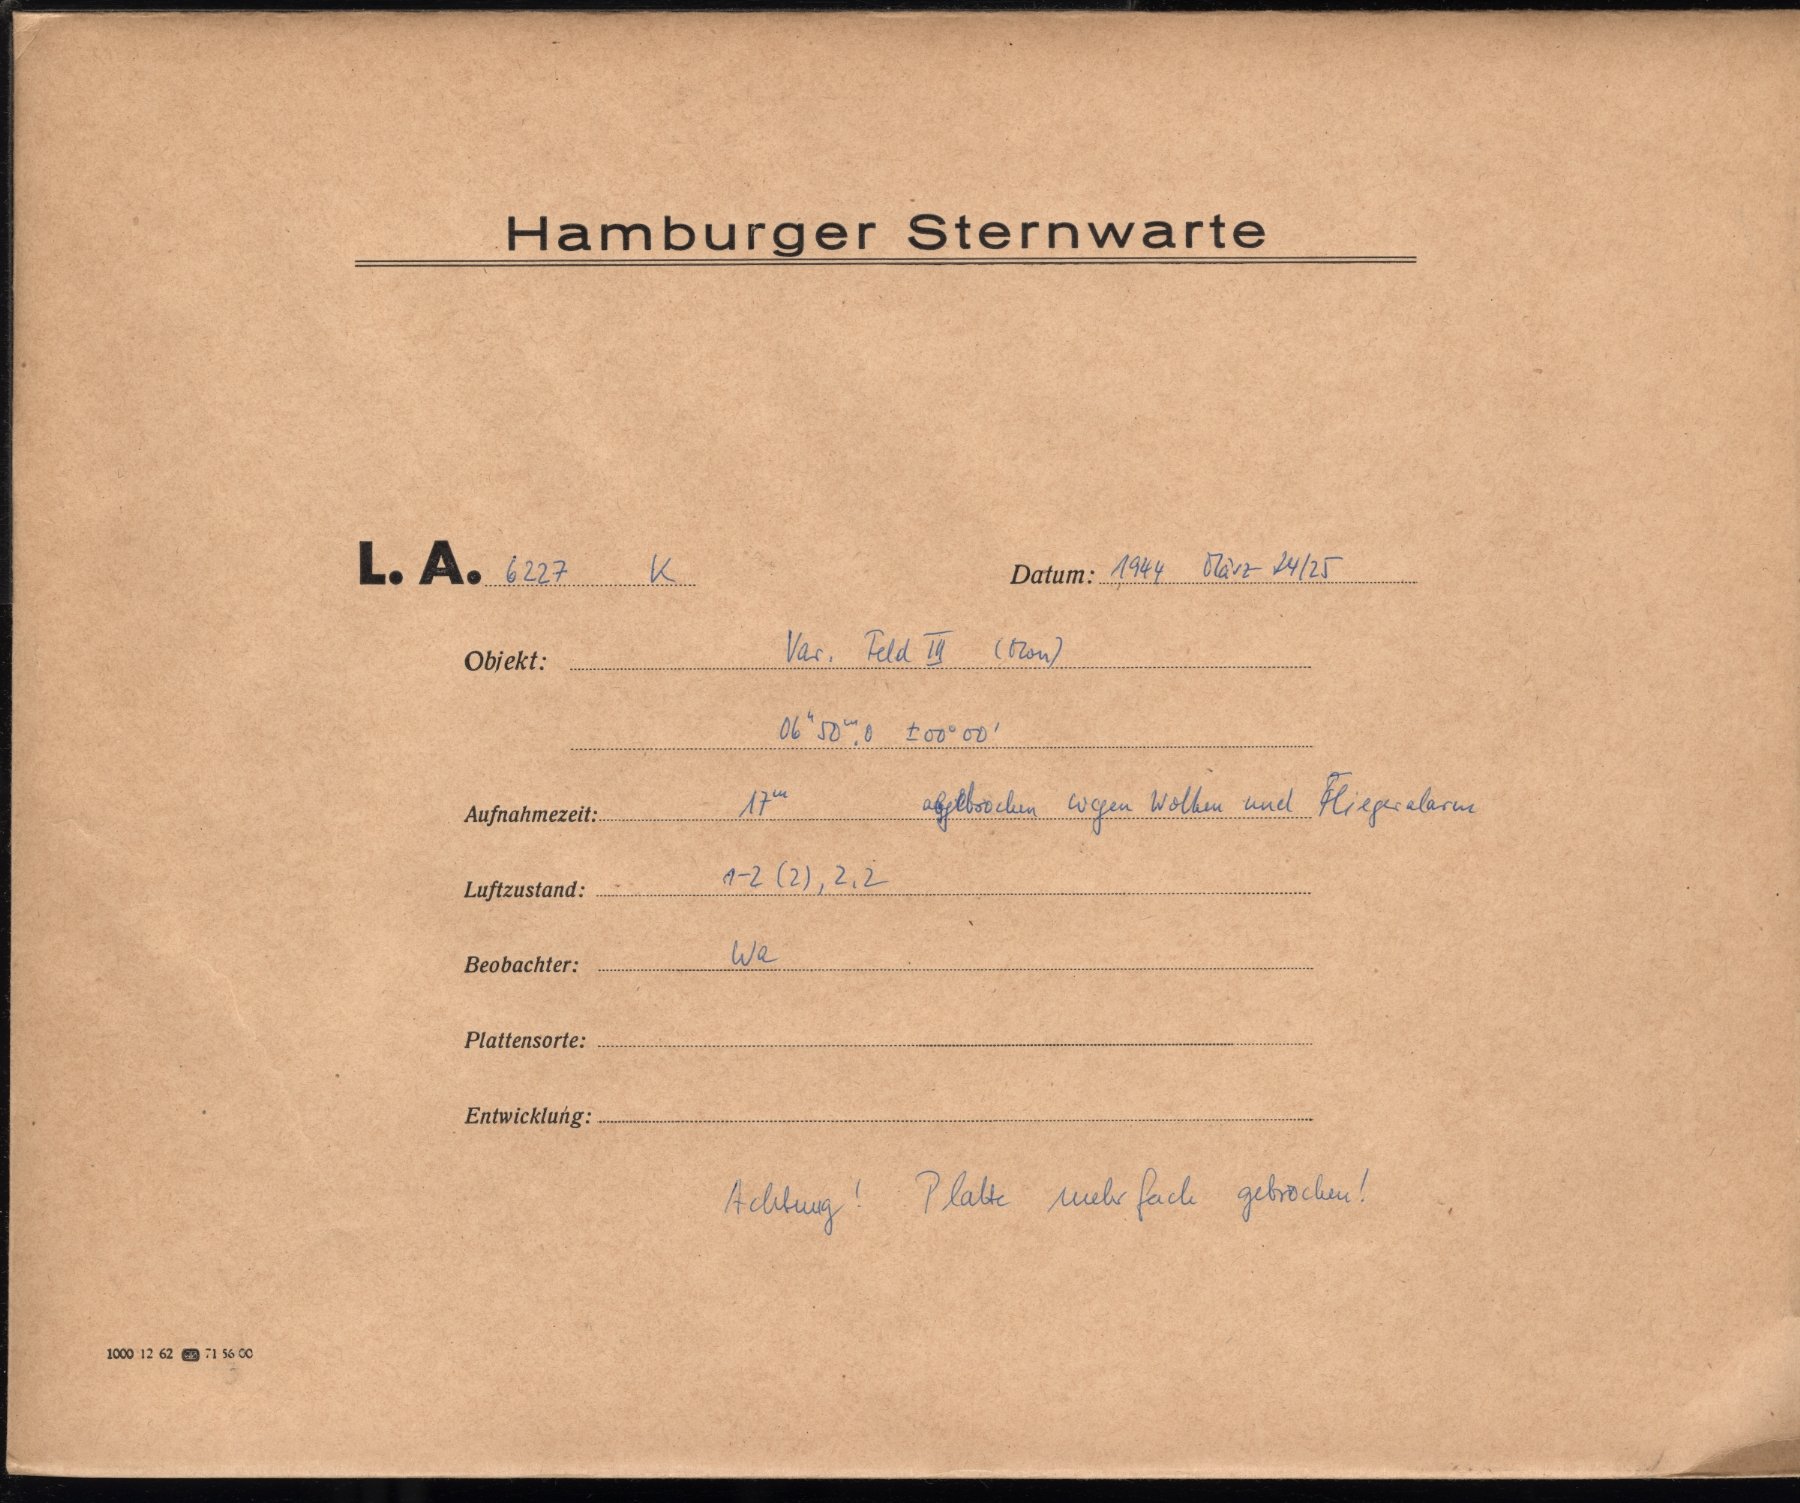 Hamburger Sternwarte
L. A. 6227 K Datum: 1944 März 24/25
Objekt: Var. Feld III (Mon)
06ʰ 50ᵐ.0 ±00° 00'
Aufnahmezeit: 17ᵐ abgebrochen wegen Wolken und Fliegeralarm
Luftzustand: 1-2 (2), 2, 2
Beobachter: Wa
Plattensorte:
Entwicklung:
Achtung! Platte mehrfach gebrochen!
1000 12 62 71 56 00